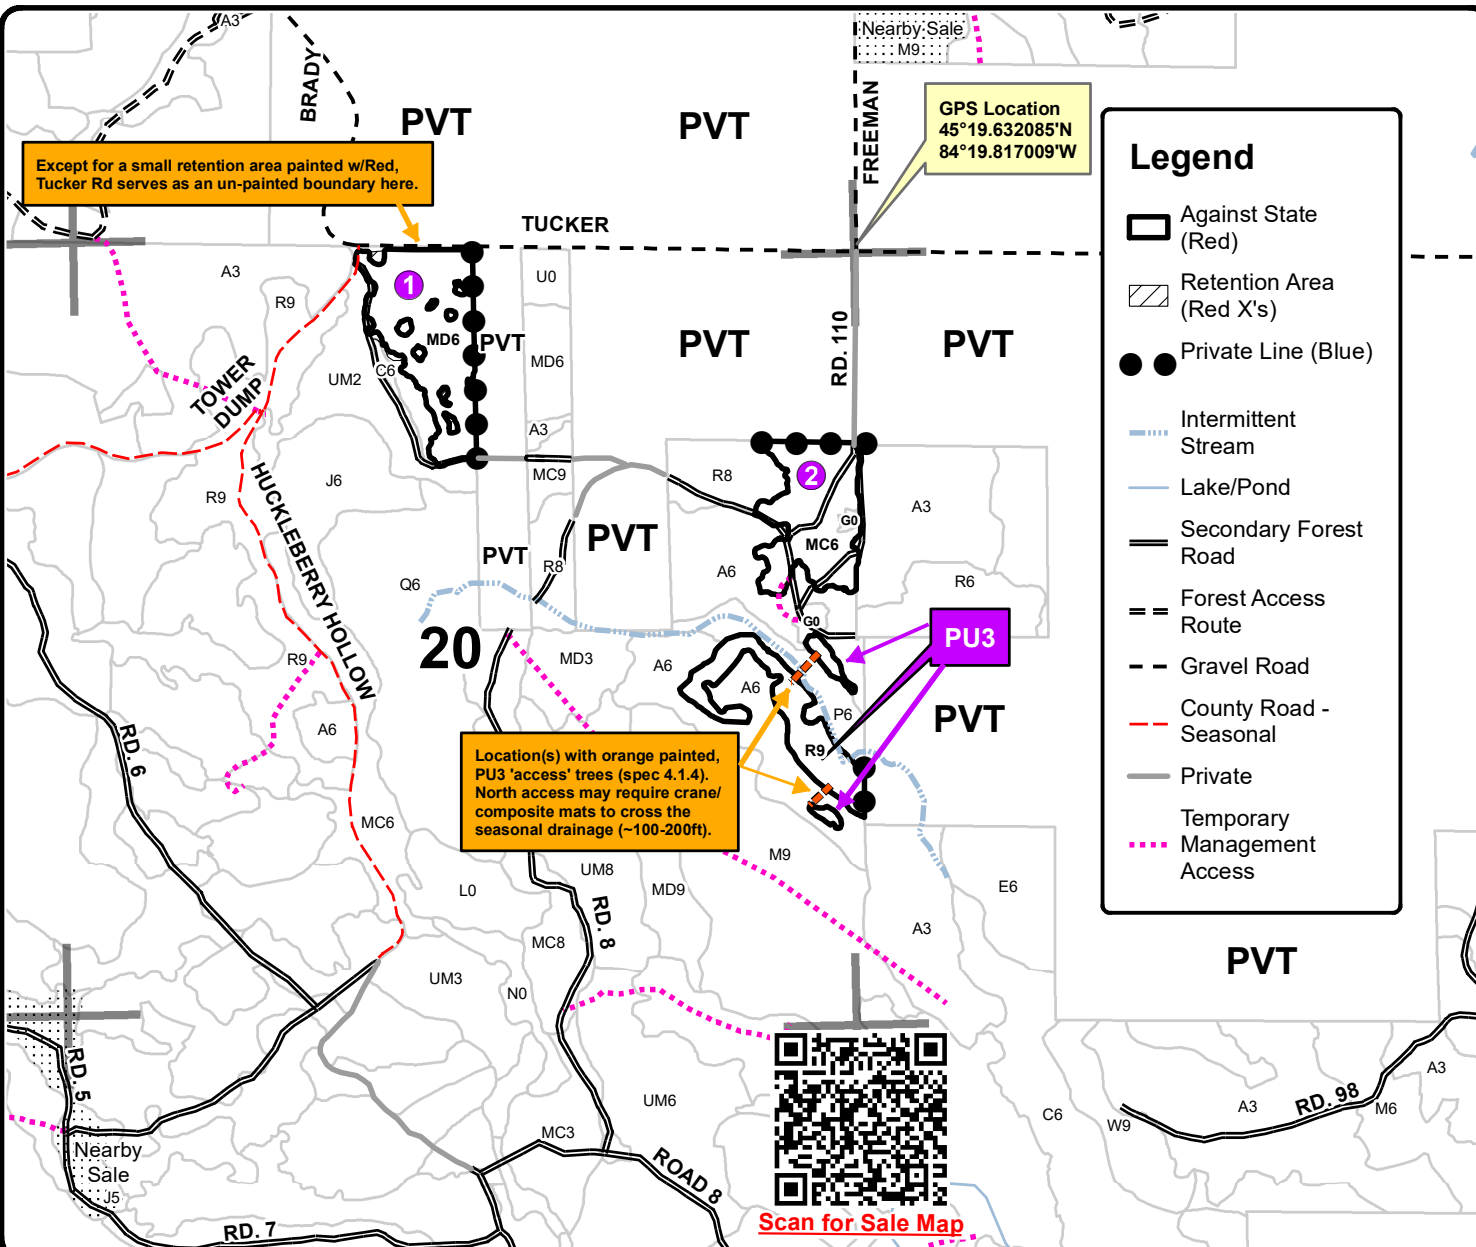 A3
Nearby Sale
M9
BRADY
PVT
PVT
FREEMAN
GPS Location
45°19.632085'N
84°19.817009'W
Except for a small retention area painted w/Red,
Tucker Rd serves as an un-painted boundary here.
TUCKER
Legend
Against State
(Red)
Retention Area
(Red X's)
Private Line (Blue)
Intermittent
Stream
Lake/Pond
Secondary Forest
Road
Forest Access
Route
Gravel Road
County Road -
Seasonal
Private
Temporary
Management
Access
A3
R9
1
MD6
PVT
U0
MD6
A3
PVT
RD. 110
PVT
UM2
C6
TOWER
DUMP
HUCKLEBERRY HOLLOW
R9
J6
MC9
R8
2
G0
MC6
A3
PVT
PVT
R8
A6
R6
Q6
20
G0
PU3
MD3
A6
A6
P6
R9
PVT
R9
A6
RD. 6
Location(s) with orange painted,
PU3 'access' trees (spec 4.1.4).
North access may require crane/
composite mats to cross the
seasonal drainage (~100-200ft).
MC6
M9
UM8
MD9
L0
E6
RD. 8
A3
MC8
PVT
UM3
N0
RD. 5
UM6
MC3
ROAD 8
Nearby
Sale
J5
RD. 7
C6
W9
A3
RD. 98
M6
A3
Scan for Sale Map